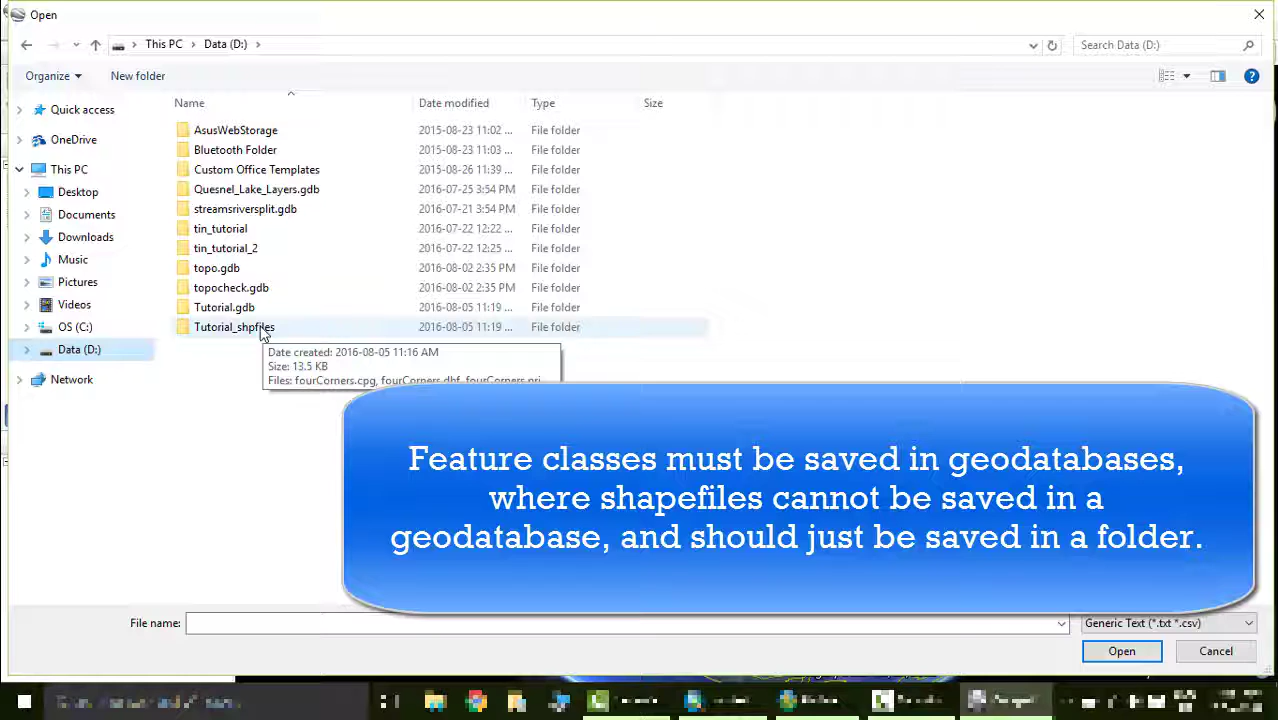 Open
This PC Data (D:) Search Data (D:)
Organize New folder
Name Date modified Type Size
Quick access
OneDrive
This PC
Desktop
Documents
Downloads
Music
Pictures
Videos
OS (C:)
Data (D:)
Network
AsusWebStorage 2015-08-23 11:02 ... File folder
Bluetooth Folder 2015-08-23 11:03 ... File folder
Custom Office Templates 2015-08-26 11:39 ... File folder
Quesnel_Lake_Layers.gdb 2016-07-25 3:54 PM File folder
streamsriversplit.gdb 2016-07-21 3:54 PM File folder
tin_tutorial 2016-07-22 12:22 ... File folder
tin_tutorial_2 2016-07-22 12:25 ... File folder
topo.gdb 2016-08-02 2:35 PM File folder
topocheck.gdb 2016-08-02 2:35 PM File folder
Tutorial.gdb 2016-08-05 11:19 ... File folder
Tutorial_shpfiles 2016-08-05 11:19 ... File folder
Date created: 2016-08-05 11:16 AM
Size: 13.5 KB
Files: fourCorners.cpg, fourCorners.dbf, fourCorners.prj, ...
Feature classes must be saved in geodatabases,
where shapefiles cannot be saved in a
geodatabase, and should just be saved in a folder.
File name: Generic Text (*.txt *.csv)
Open Cancel